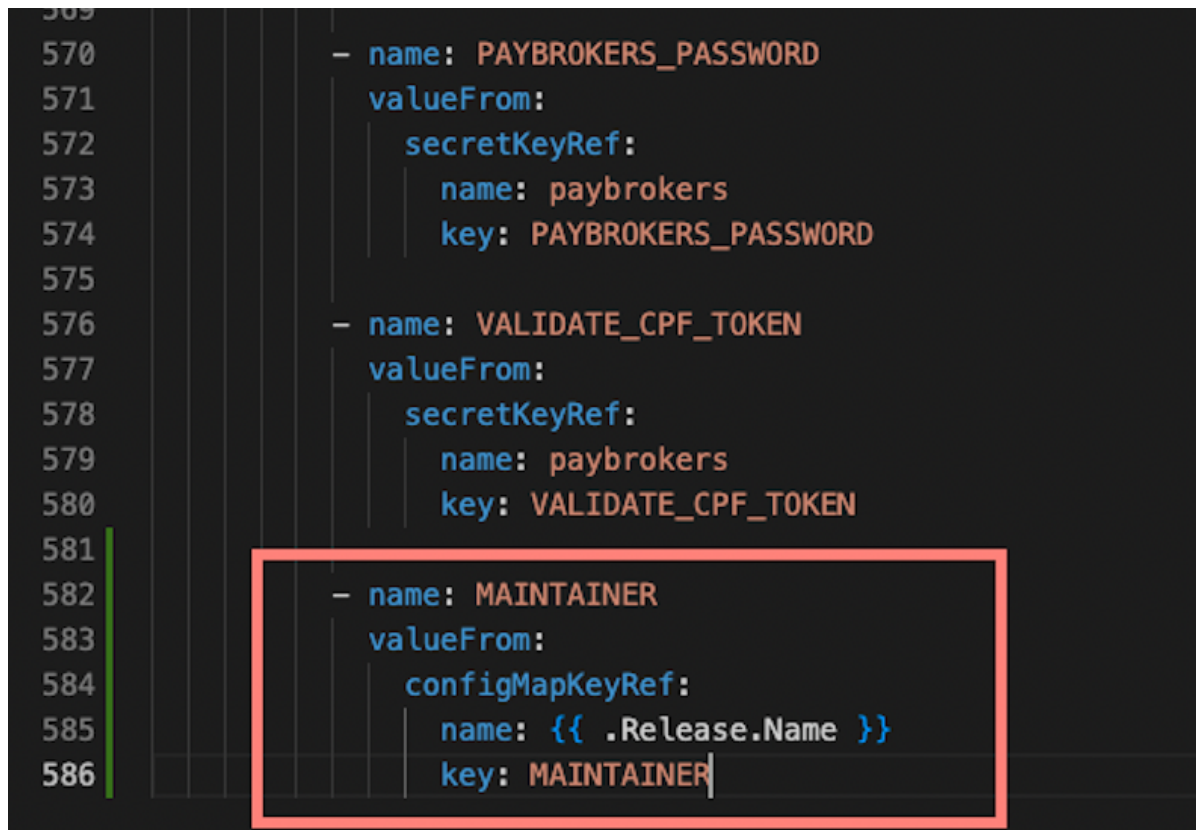 569
570 - name: PAYBROKERS_PASSWORD
571 valueFrom:
572 secretKeyRef:
573 name: paybrokers
574 key: PAYBROKERS_PASSWORD
575
576 - name: VALIDATE_CPF_TOKEN
577 valueFrom:
578 secretKeyRef:
579 name: paybrokers
580 key: VALIDATE_CPF_TOKEN
581
582 - name: MAINTAINER
583 valueFrom:
584 configMapKeyRef:
585 name: {{ .Release.Name }}
586 key: MAINTAINER